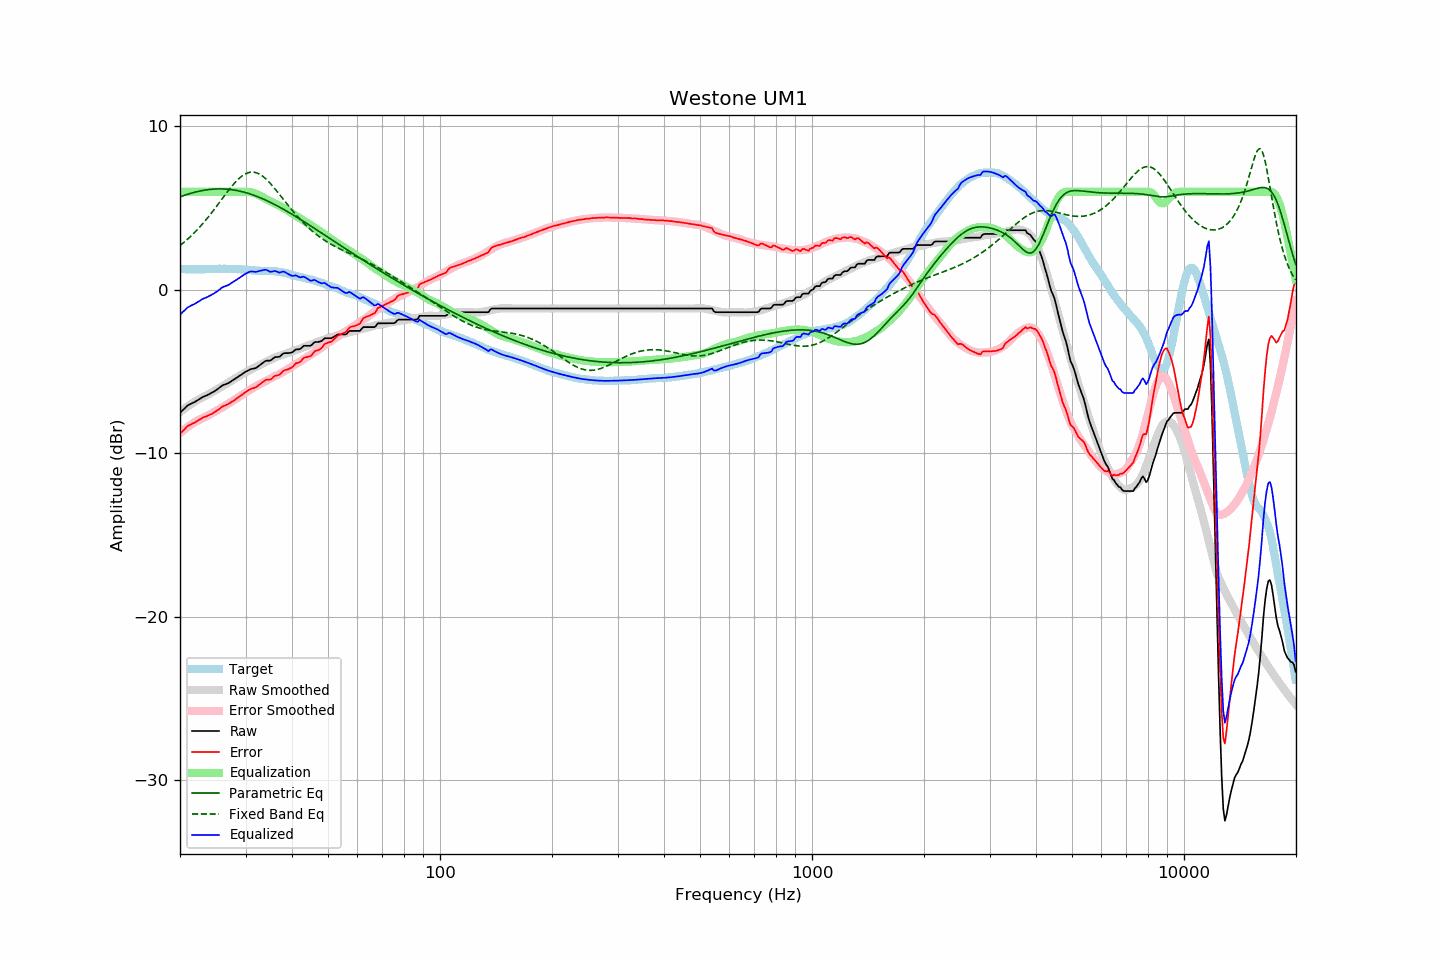 Westone UM1
Amplitude (dBr)
10
0
−10
−20
−30
Target
Raw Smoothed
Error Smoothed
Raw
Error
Equalization
Parametric Eq
Fixed Band Eq
Equalized
100
1000
10000
Frequency (Hz)